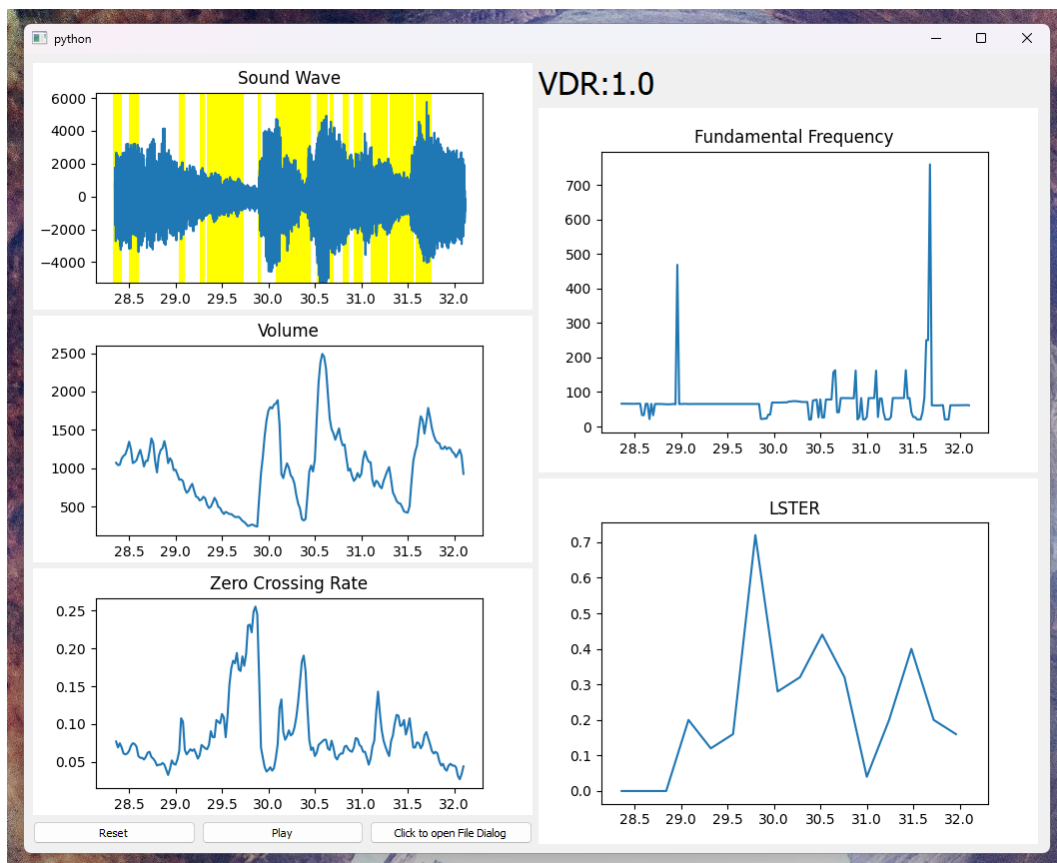 python
Sound Wave
6000
4000
2000
0
−2000
−4000
28.5 29.0 29.5 30.0 30.5 31.0 31.5 32.0
Volume
2500
2000
1500
1000
500
28.5 29.0 29.5 30.0 30.5 31.0 31.5 32.0
Zero Crossing Rate
0.25
0.20
0.15
0.10
0.05
28.5 29.0 29.5 30.0 30.5 31.0 31.5 32.0
Reset Play Click to open File Dialog
VDR:1.0
Fundamental Frequency
700
600
500
400
300
200
100
0
28.5 29.0 29.5 30.0 30.5 31.0 31.5 32.0
LSTER
0.7
0.6
0.5
0.4
0.3
0.2
0.1
0.0
28.5 29.0 29.5 30.0 30.5 31.0 31.5 32.0